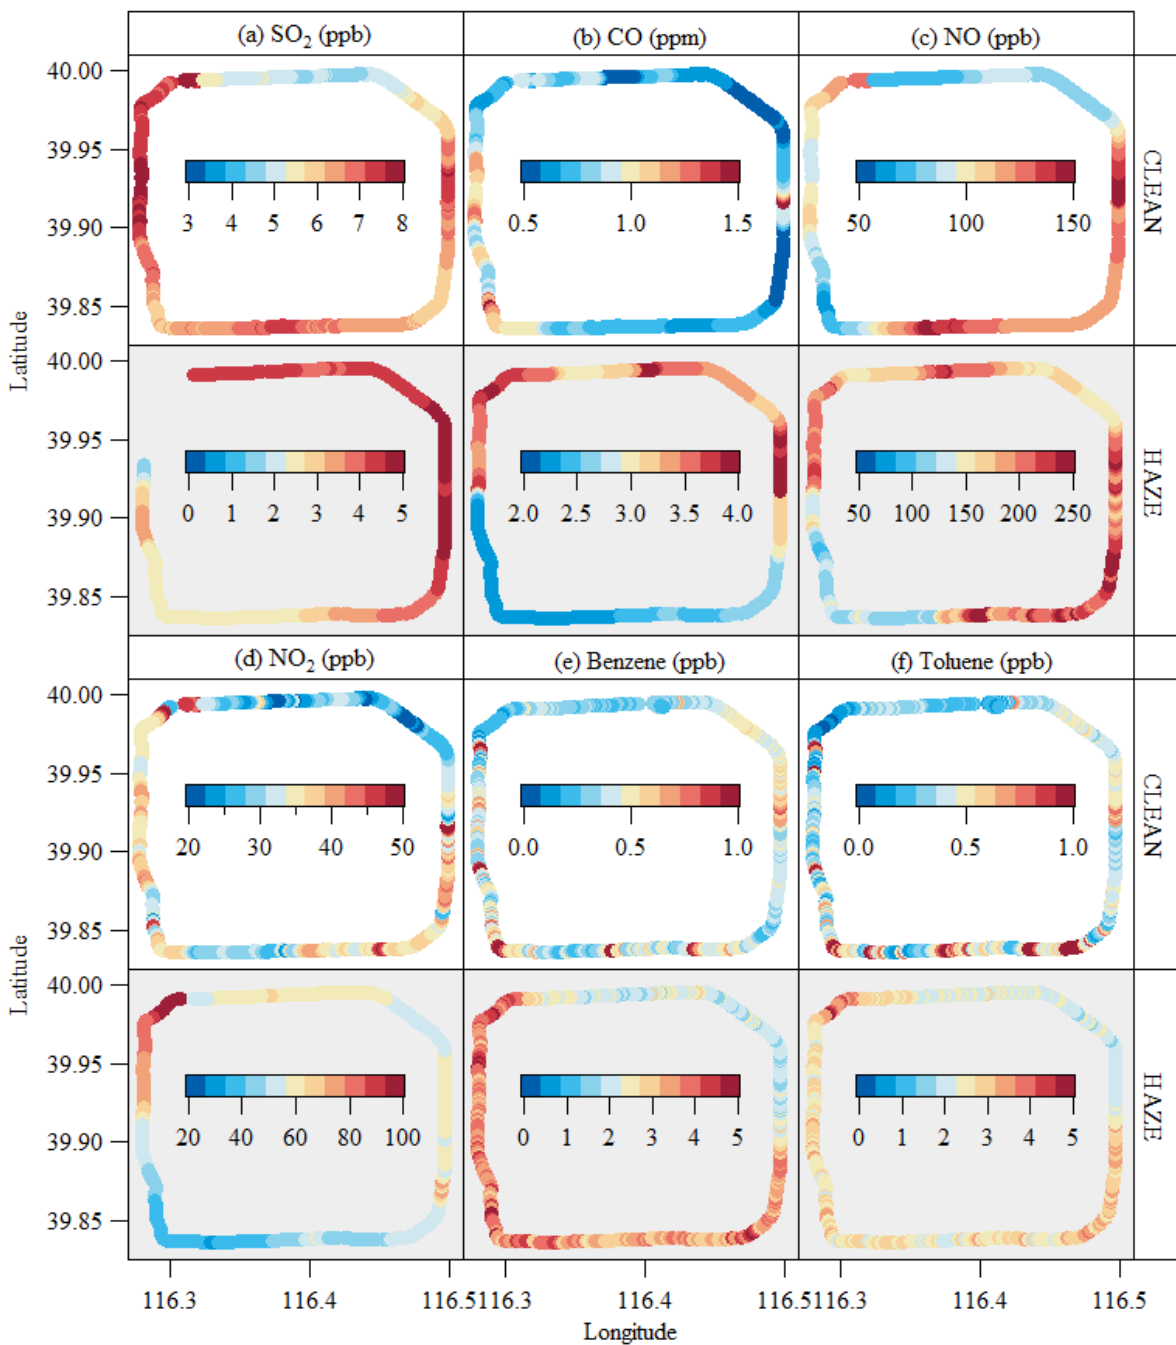 (a) SO2 (ppb) (b) CO (ppm) (c) NO (ppb)
40.00
39.95
39.90
39.85
3 4 5 6 7 8
0.5 1.0 1.5
50 100 150
CLEAN
Latitude
40.00
39.95
39.90
39.85
0 1 2 3 4 5
2.0 2.5 3.0 3.5 4.0
50 100 150 200 250
HAZE
(d) NO2 (ppb) (e) Benzene (ppb) (f) Toluene (ppb)
40.00
39.95
39.90
39.85
20 30 40 50
0.0 0.5 1.0
0.0 0.5 1.0
CLEAN
Latitude
40.00
39.95
39.90
39.85
20 40 60 80 100
0 1 2 3 4 5
0 1 2 3 4 5
HAZE
116.3 116.4 116.5 116.3 116.4 116.5 116.3 116.4 116.5
Longitude